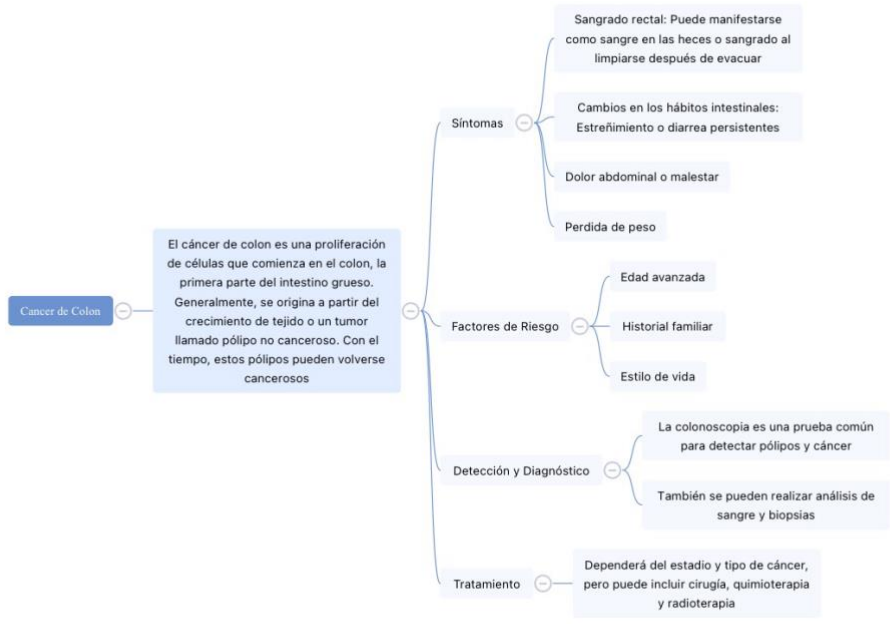 Cancer de Colon
El cáncer de colon es una proliferación
de células que comienza en el colon, la
primera parte del intestino grueso.
Generalmente, se origina a partir del
crecimiento de tejido o un tumor
llamado pólipo no canceroso. Con el
tiempo, estos pólipos pueden volverse
cancerosos
Síntomas
Sangrado rectal: Puede manifestarse
como sangre en las heces o sangrado al
limpiarse después de evacuar
Cambios en los hábitos intestinales:
Estreñimiento o diarrea persistentes
Dolor abdominal o malestar
Perdida de peso
Factores de Riesgo
Edad avanzada
Historial familiar
Estilo de vida
Detección y Diagnóstico
La colonoscopia es una prueba común
para detectar pólipos y cáncer
También se pueden realizar análisis de
sangre y biopsias
Tratamiento
Dependerá del estadio y tipo de cáncer,
pero puede incluir cirugía, quimioterapia
y radioterapia